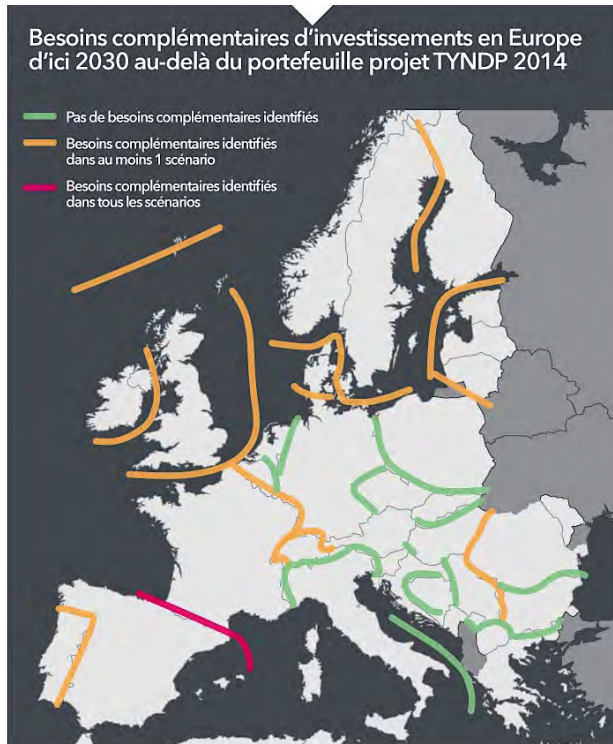 Besoins complémentaires d’investissements en Europe
d’ici 2030 au-delà du portefeuille projet TYNDP 2014
Pas de besoins complémentaires identifiés
Besoins complémentaires identifiés
dans au moins 1 scénario
Besoins complémentaires identifiés
dans tous les scénarios